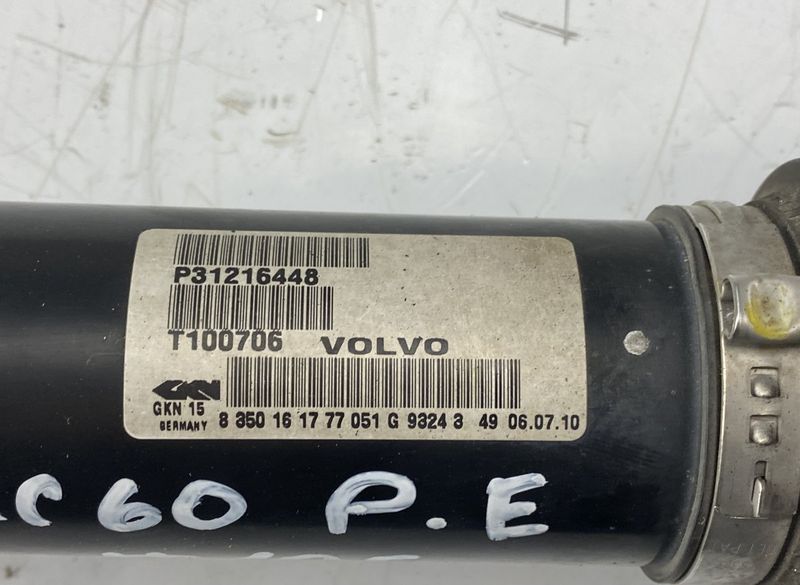 P31216448
T100706 VOLVO
GKN
GKN 15
GERMANY 8 350 16 17 77 051 G 9324 3 49 06.07.10
XC60 P.E